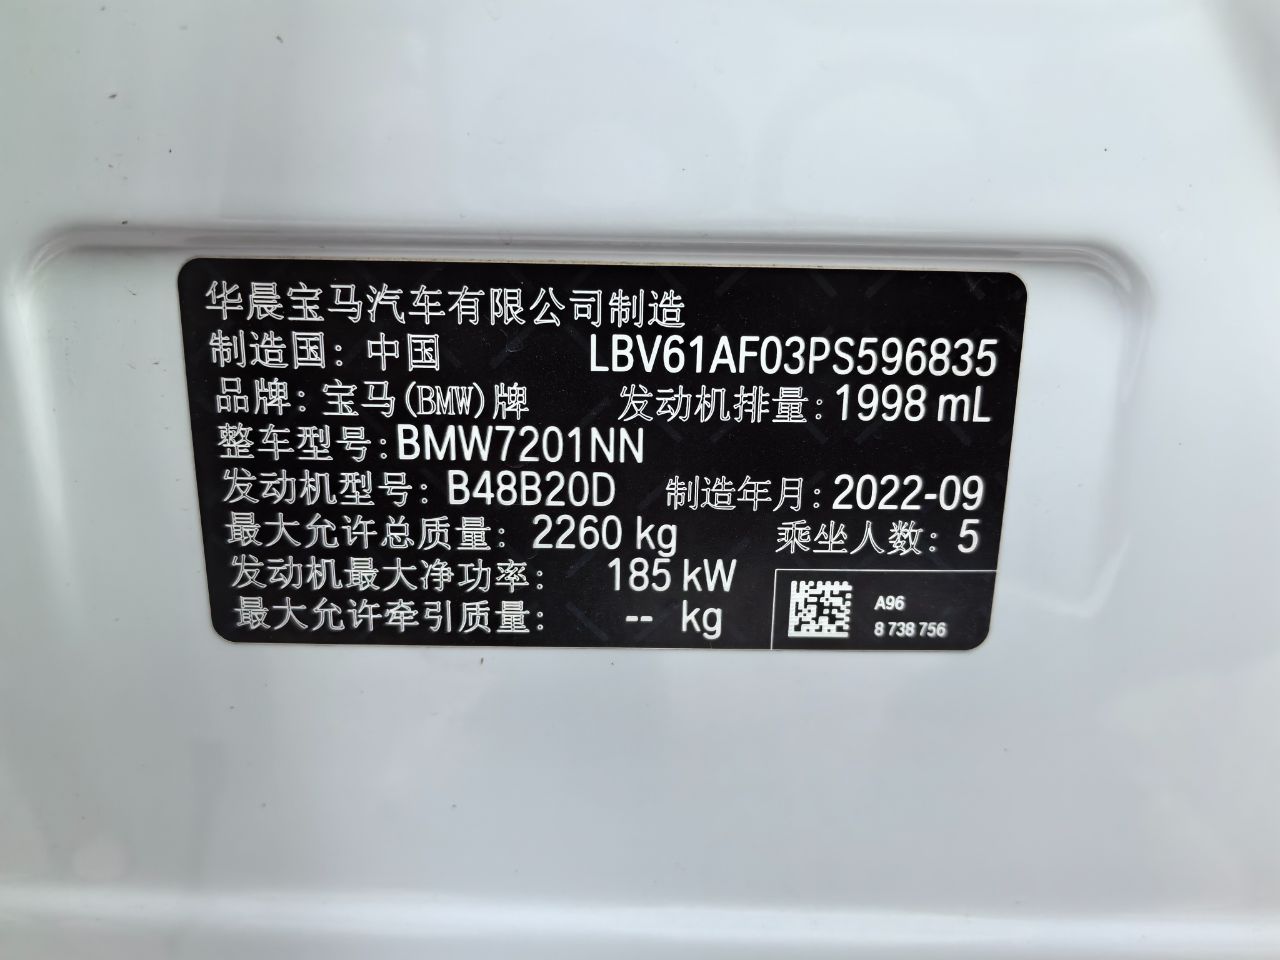 华晨宝马汽车有限公司制造
制造国：中国 LBV61AF03PS596835
品牌：宝马(BMW)牌 发动机排量：1998 mL
整车型号：BMW7201NN
发动机型号：B48B20D 制造年月：2022-09
最大允许总质量：2260 kg 乘坐人数：5
发动机最大净功率：185 kW
最大允许牵引质量：-- kg
A96
8 738 756